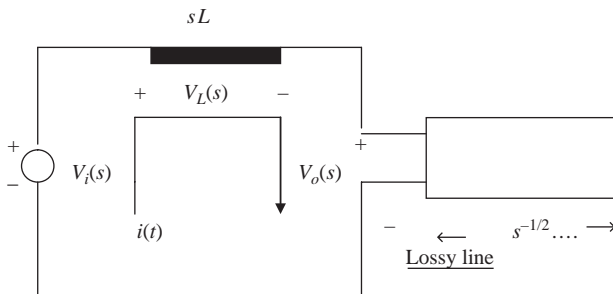 sL
+ V_L(s) −
+
− V_i(s)
i(t)
+
V_o(s)
−
← s^{−1/2} .... →
Lossy line